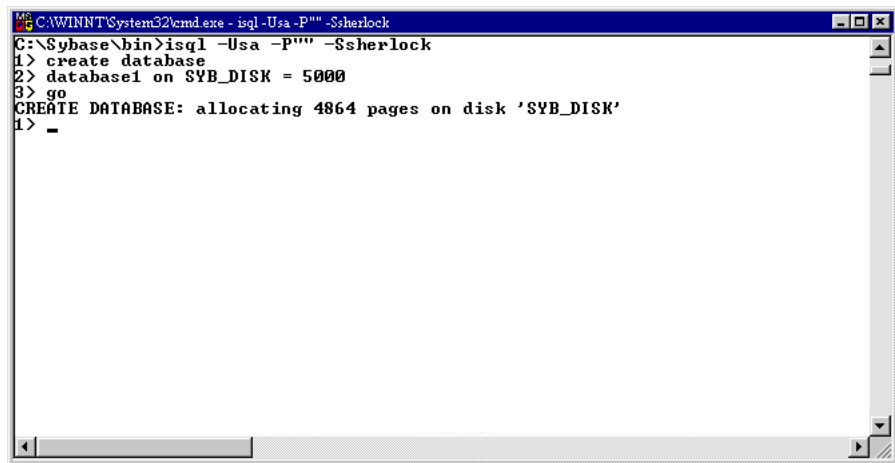 C:\WINNT\System32\cmd.exe - isql -Usa -P"" -Ssherlock
C:\Sybase\bin>isql -Usa -P"" -Ssherlock
1> create database
2> database1 on SYB_DISK = 5000
3> go
CREATE DATABASE: allocating 4864 pages on disk 'SYB_DISK'
1> _